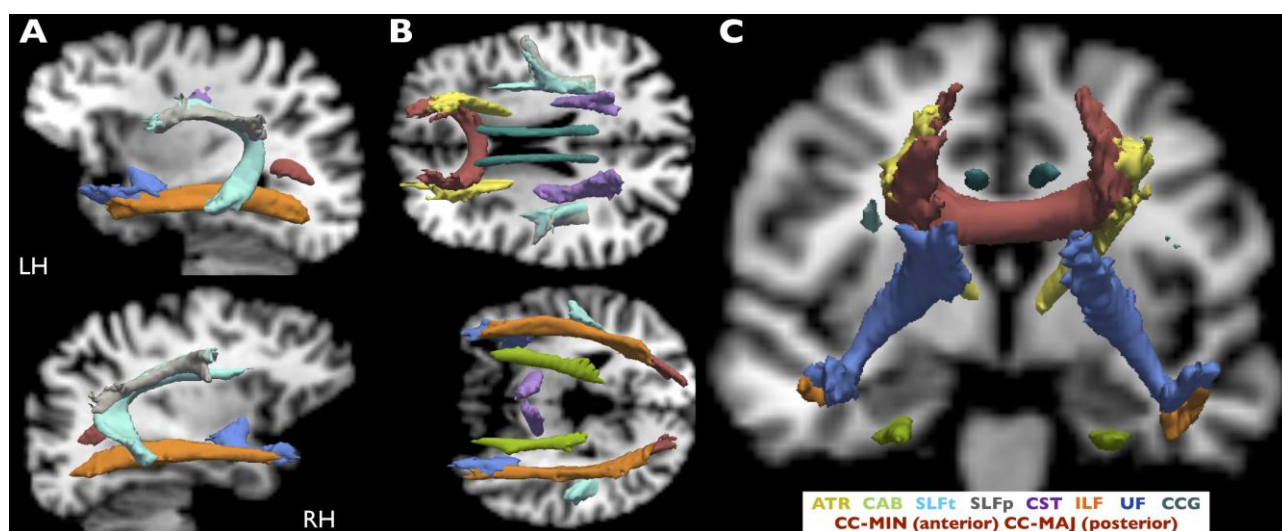 A B C
LH
RH
ATR CAB SLFt SLFp CST ILF UF CCG
CC-MIN (anterior) CC-MAJ (posterior)